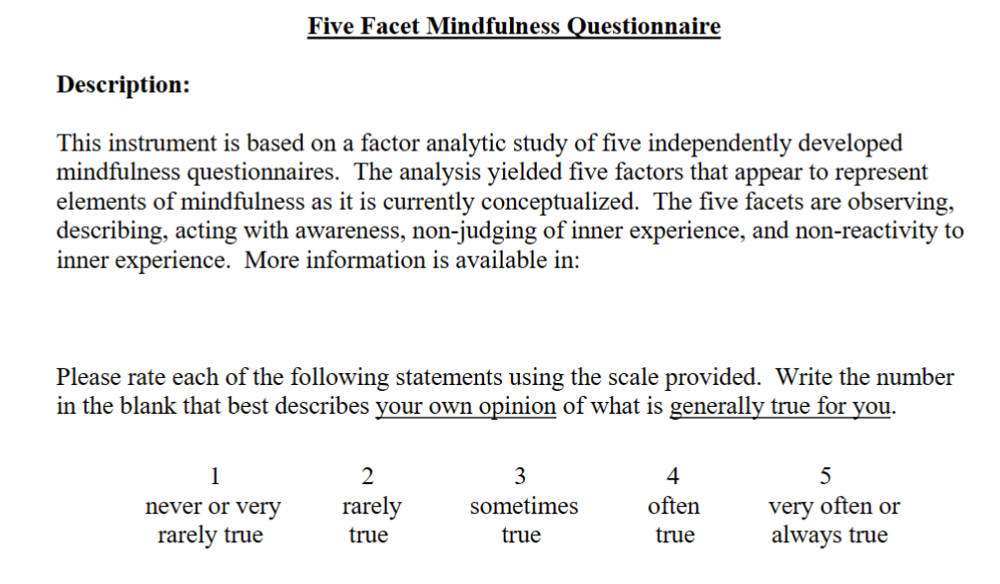 Five Facet Mindfulness Questionnaire
Description:
This instrument is based on a factor analytic study of five independently developed
mindfulness questionnaires.  The analysis yielded five factors that appear to represent
elements of mindfulness as it is currently conceptualized.  The five facets are observing,
describing, acting with awareness, non-judging of inner experience, and non-reactivity to
inner experience.  More information is available in:
Please rate each of the following statements using the scale provided.  Write the number
in the blank that best describes your own opinion of what is generally true for you.
1 2 3 4 5
never or very rarely sometimes often very often or
rarely true true true true always true